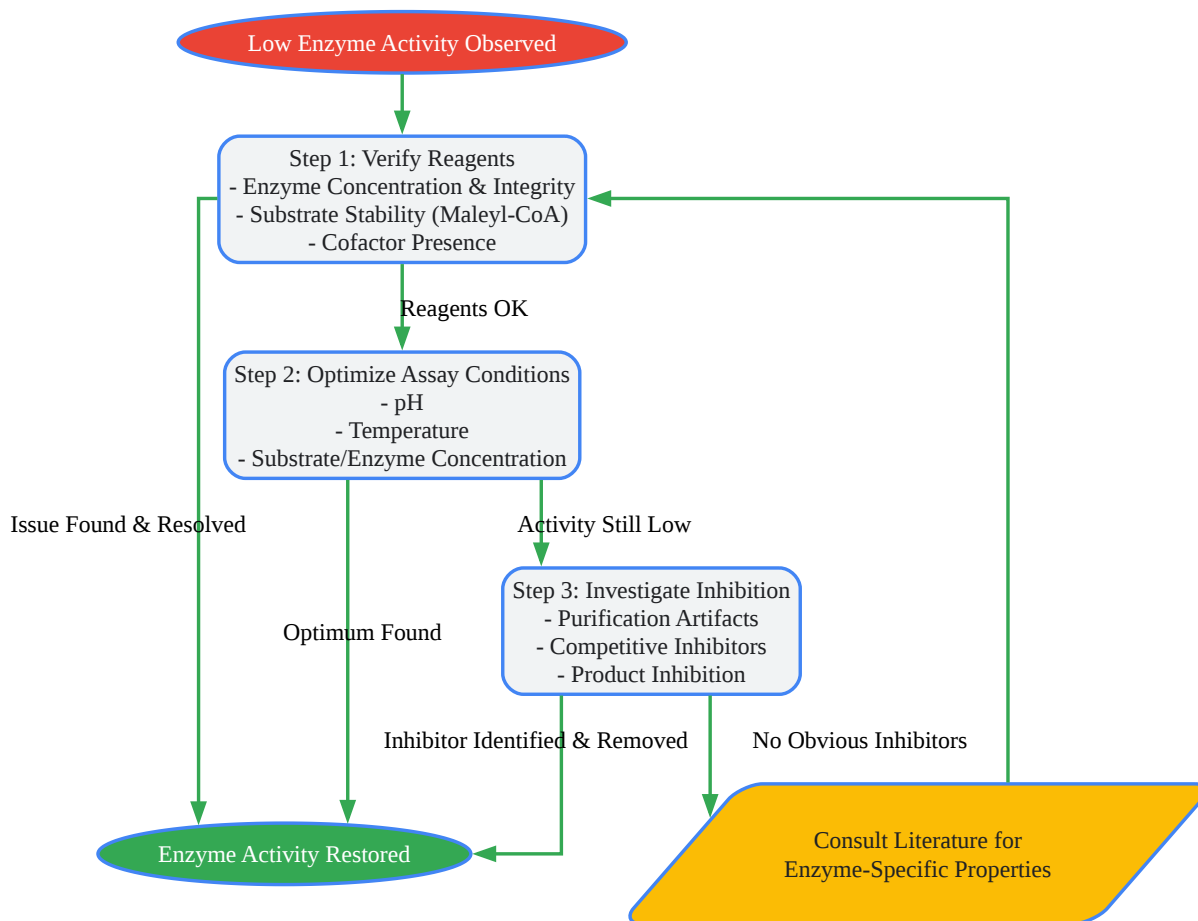 Low Enzyme Activity Observed
Step 1: Verify Reagents
- Enzyme Concentration & Integrity
- Substrate Stability (Maleyl-CoA)
- Cofactor Presence
Reagents OK
Step 2: Optimize Assay Conditions
- pH
- Temperature
- Substrate/Enzyme Concentration
Issue Found & Resolved
Activity Still Low
Step 3: Investigate Inhibition
- Purification Artifacts
- Competitive Inhibitors
- Product Inhibition
Optimum Found
Inhibitor Identified & Removed
No Obvious Inhibitors
Enzyme Activity Restored
Consult Literature for
Enzyme-Specific Properties